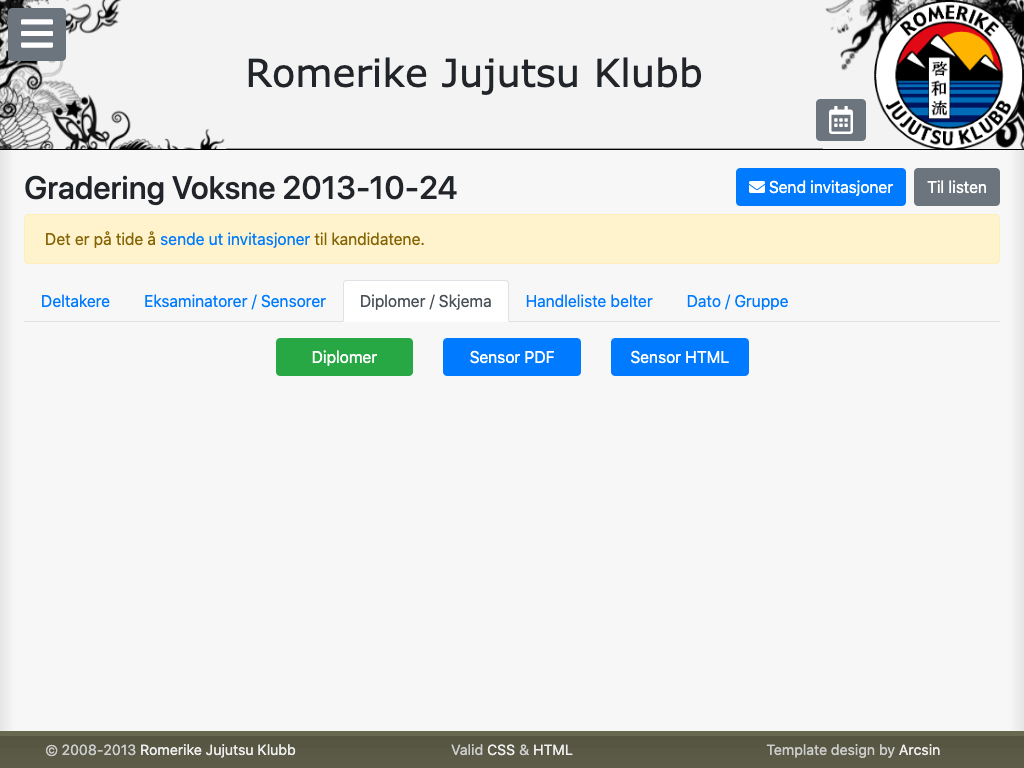 Romerike Jujutsu Klubb
ROMERIKE
啓和流
JUJUTSU KLUBB
Gradering Voksne 2013-10-24
Send invitasjoner
Til listen
Det er på tide å sende ut invitasjoner til kandidatene.
Deltakere
Eksaminatorer / Sensorer
Diplomer / Skjema
Handleliste belter
Dato / Gruppe
Diplomer
Sensor PDF
Sensor HTML
© 2008-2013 Romerike Jujutsu Klubb
Valid CSS & HTML
Template design by Arcsin